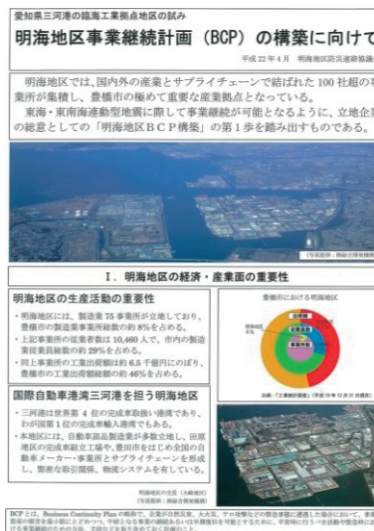 愛知県三河港の臨海工業拠点地区の試み
明海地区事業継続計画(BCP)の構築に向けて
平成22年4月 明海地区防災連絡協議会
明海地区では、国内外の産業とサプライチェーンで結ばれた100社超の事
業所が集積し、豊橋市の極めて重要な産業拠点となっている。
東海・東南海連動型地震に際して事業継続が可能となるように、立地企業
の総意としての「明海地区BCP構築」の第1歩を踏み出すものである。
Ⅰ.明海地区の経済・産業面の重要性
明海地区の生産活動の重要性
・明海地区には、製造業75事業所が立地しており、
豊橋市の製造業事業所総数の約8%を占める。
・上記事業所の従業者数は10,460人で、市内の製造
業従業員総数の約29%を占める。
・同上事業所の工業出荷額は約6.5千億円にのぼり、
豊橋市の工業出荷額総額の約46%を占める。
豊橋市における明海地区
出荷額
従業員数
事業所数
国際自動車港湾三河港を担う明海地区
・三河港は世界第4位の完成車取扱い港湾であり、
わが国第1位の完成車輸入港でもある。
・本地区には、自動車部品製造業が多数立地し、田原
地区の完成車組立工場や、豊田市をはじめ全国の自
動車メーカー・事業所とサプライチェーンを形成
し、緊密な取引関係、物流システムを有している。